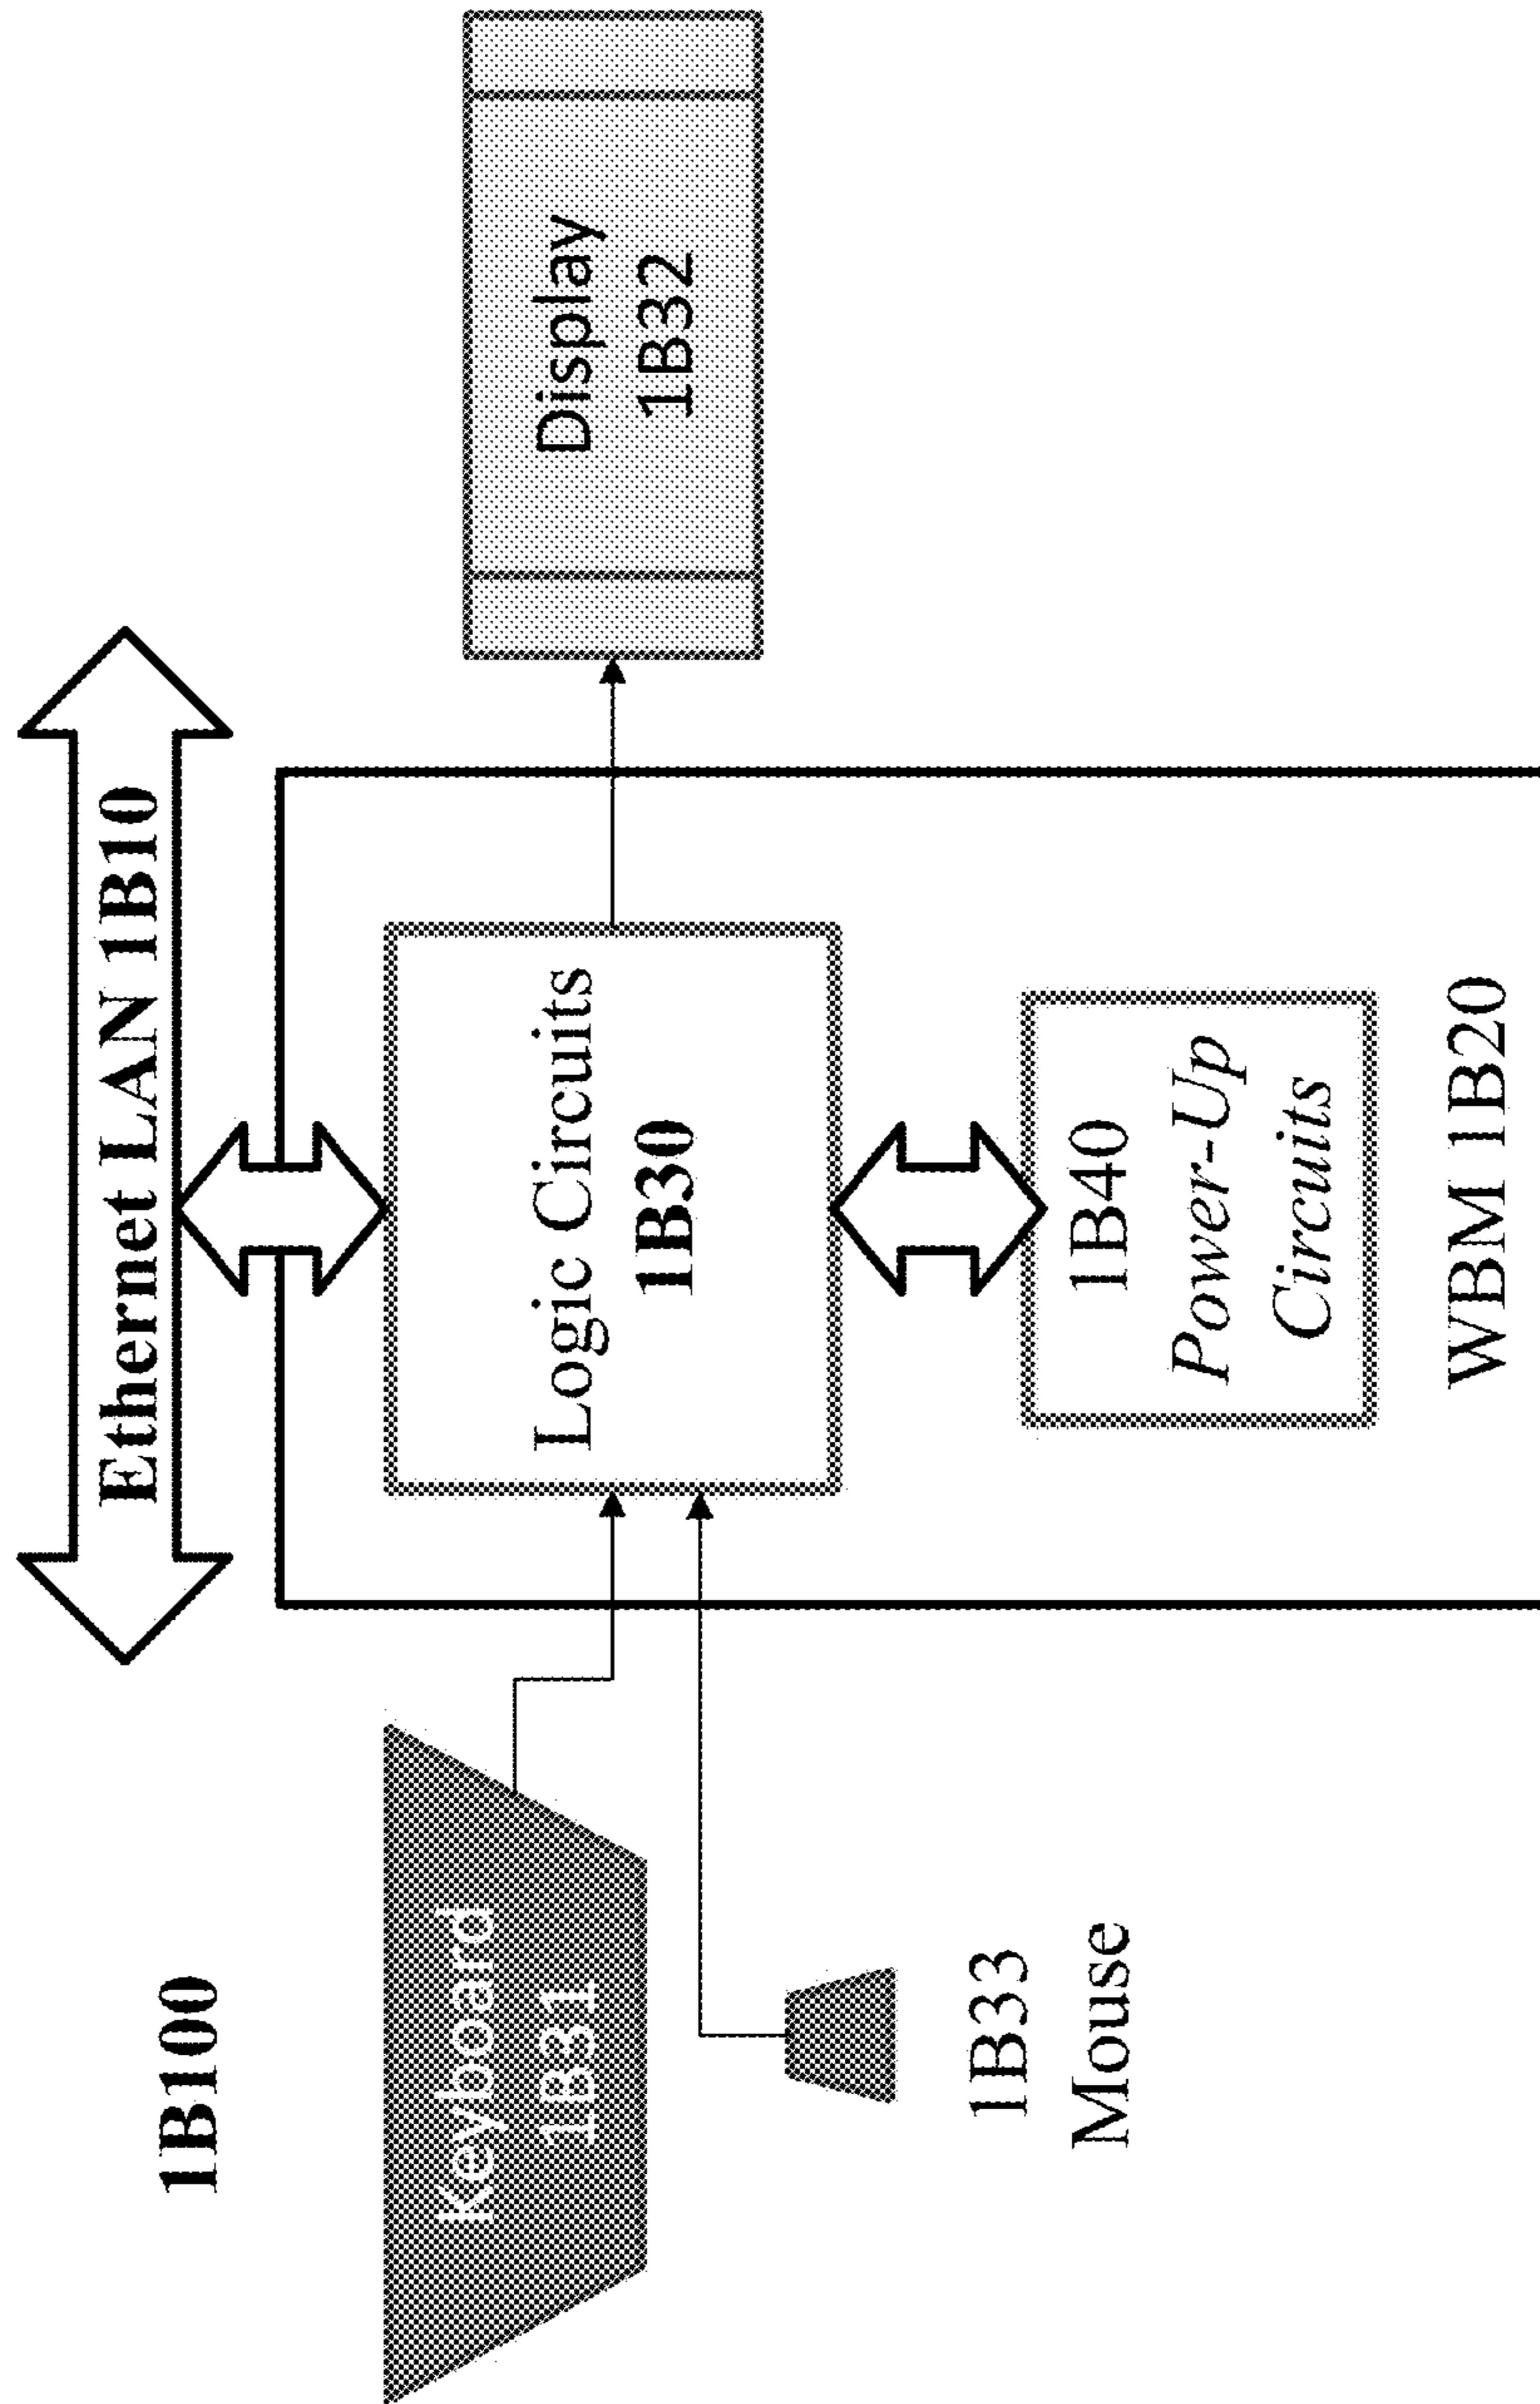 1B100
Ethernet LAN 1B10
Keyboard
1B31
Logic Circuits
1B30
Display
1B32
1B33
Mouse
1B40
Power-Up
Circuits
WBM 1B20